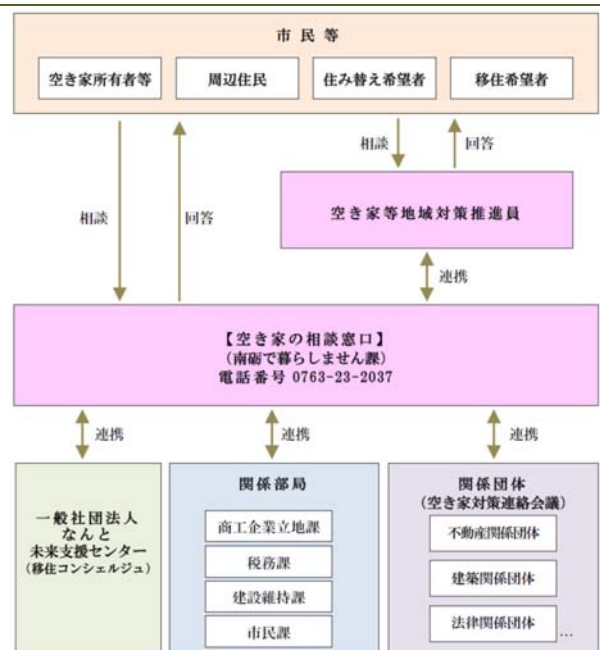 市民等
空き家所有者等
周辺住民
住み替え希望者
移住希望者
相談
回答
空き家等地域対策推進員
相談
回答
連携
【空き家の相談窓口】
(南砺で暮らしません課)
電話番号 0763-23-2037
連携
連携
連携
一般社団法人
なんと
未来支援センター
(移住コンシェルジュ)
関係部局
商工企業立地課
税務課
建設維持課
市民課
関係団体
(空き家対策連絡会議)
不動産関係団体
建築関係団体
法律関係団体
…